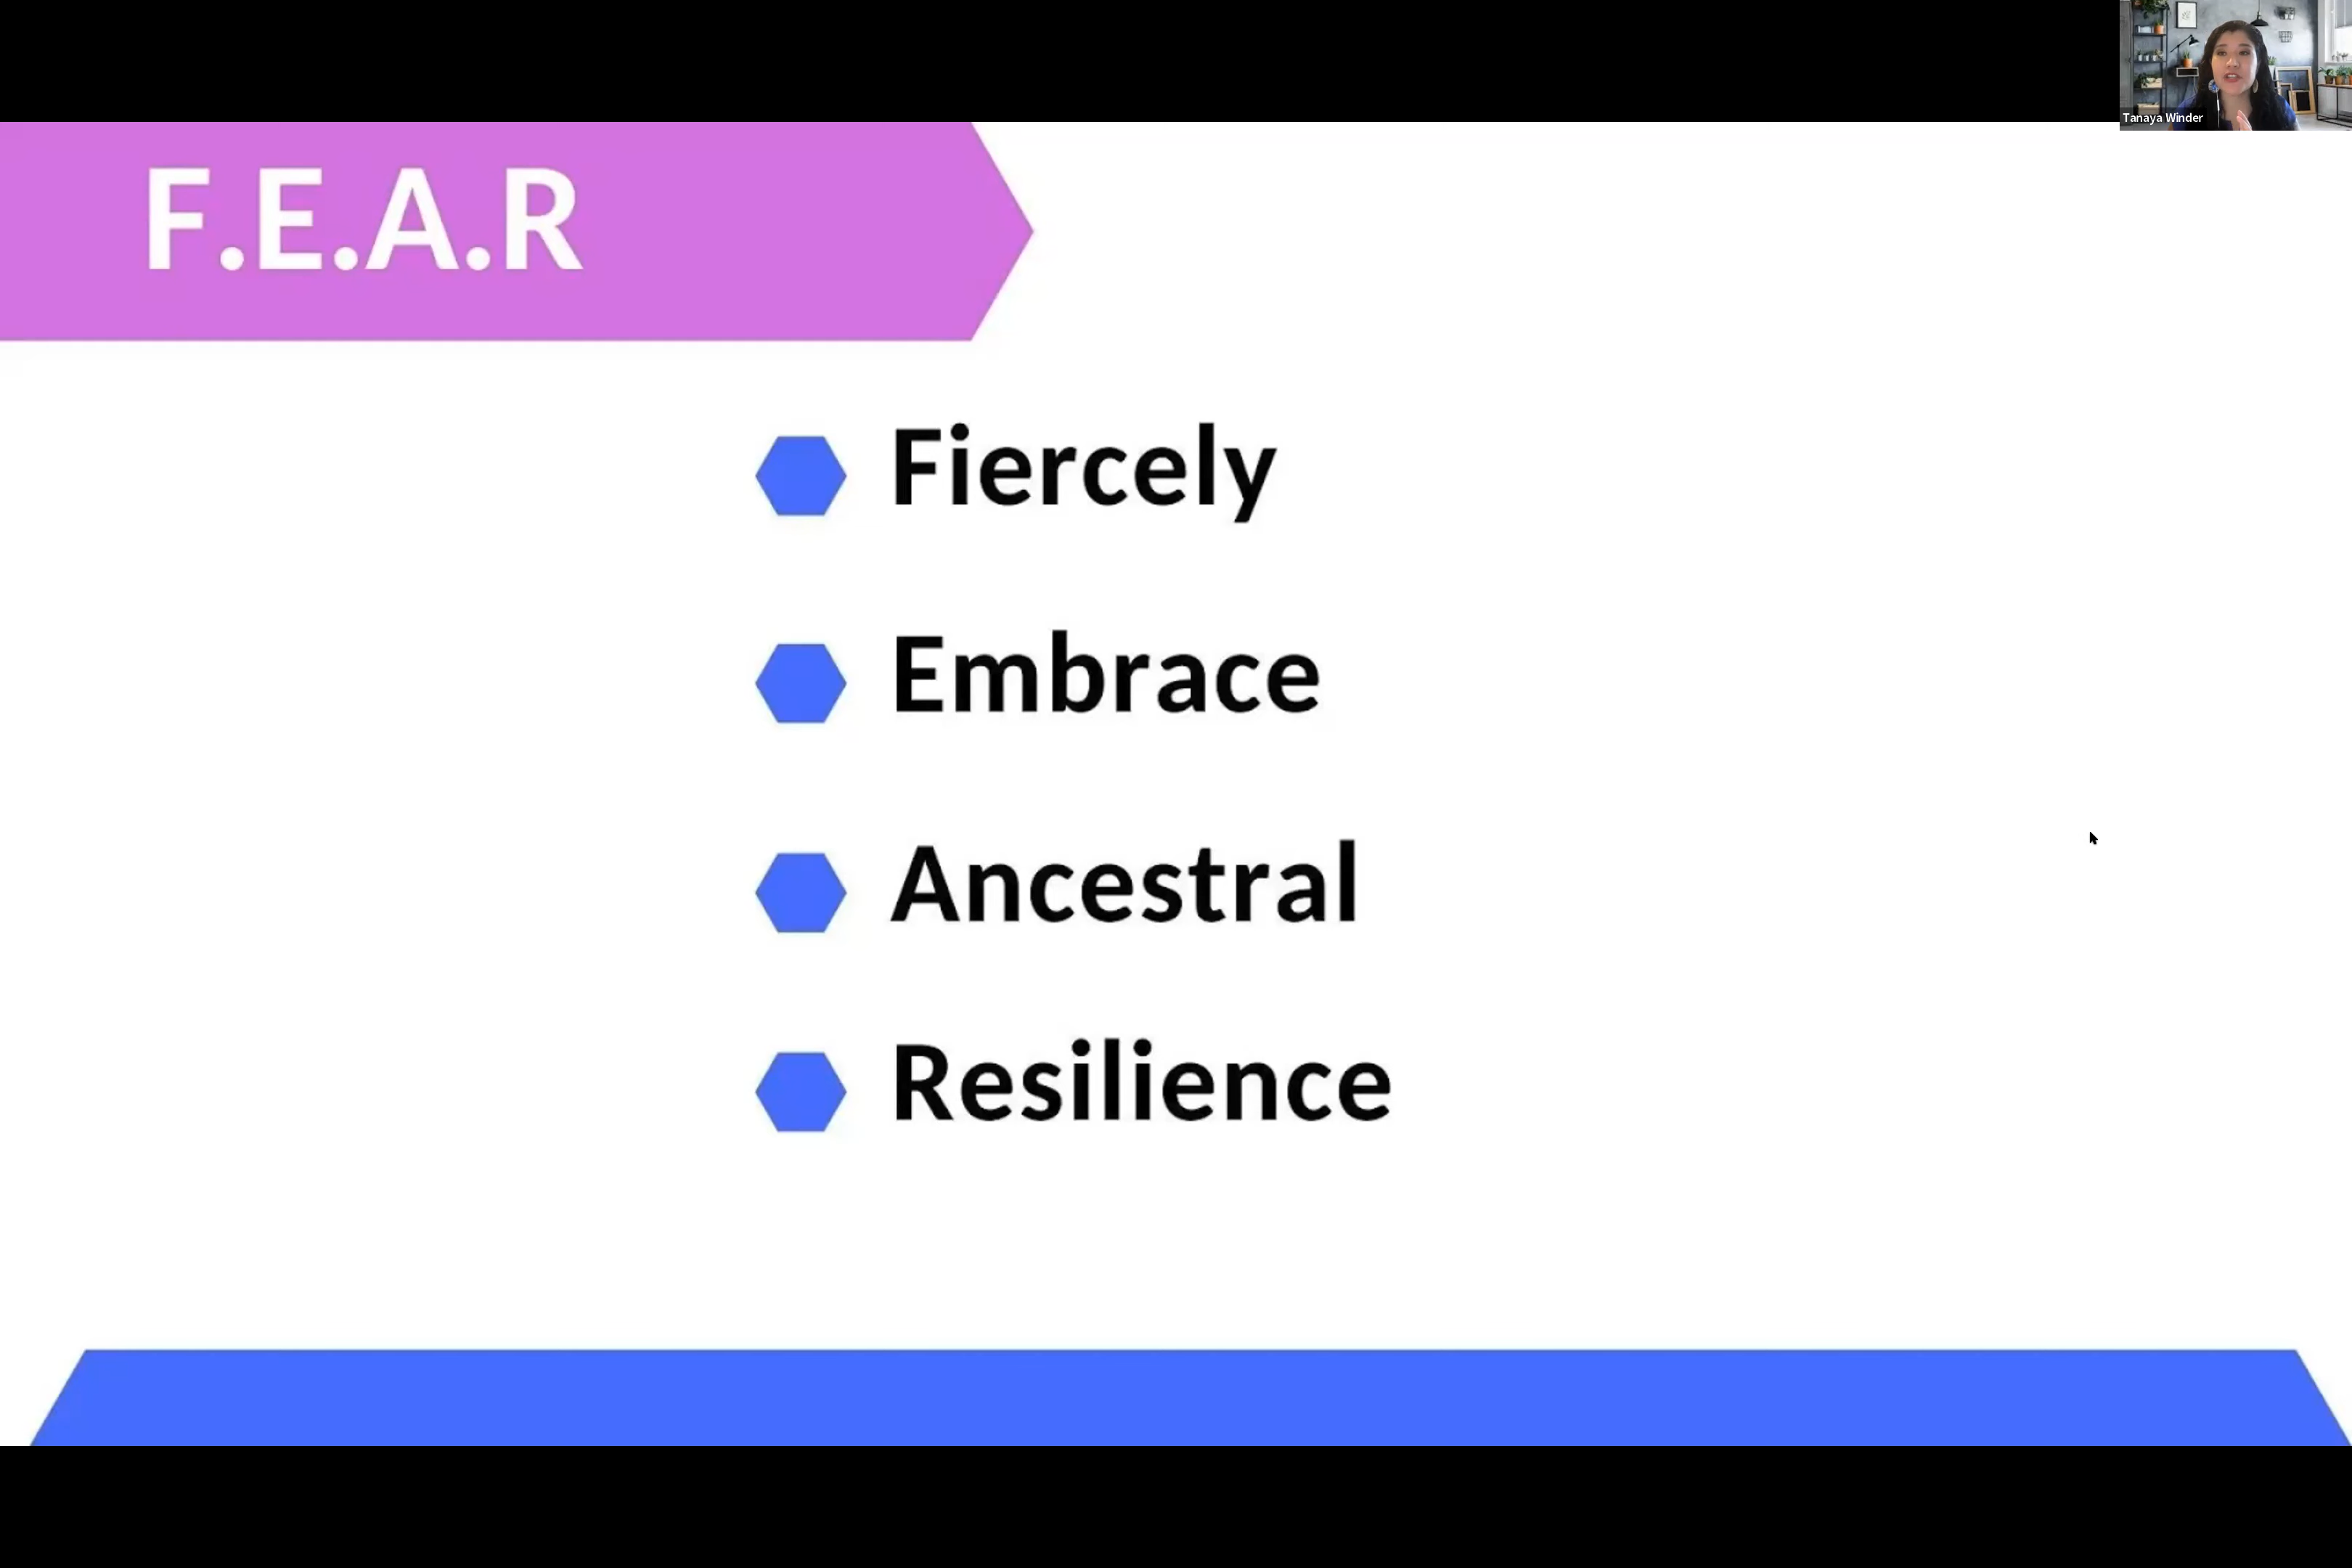 Tanaya Winder
F.E.A.R
Fiercely
Embrace
Ancestral
Resilience